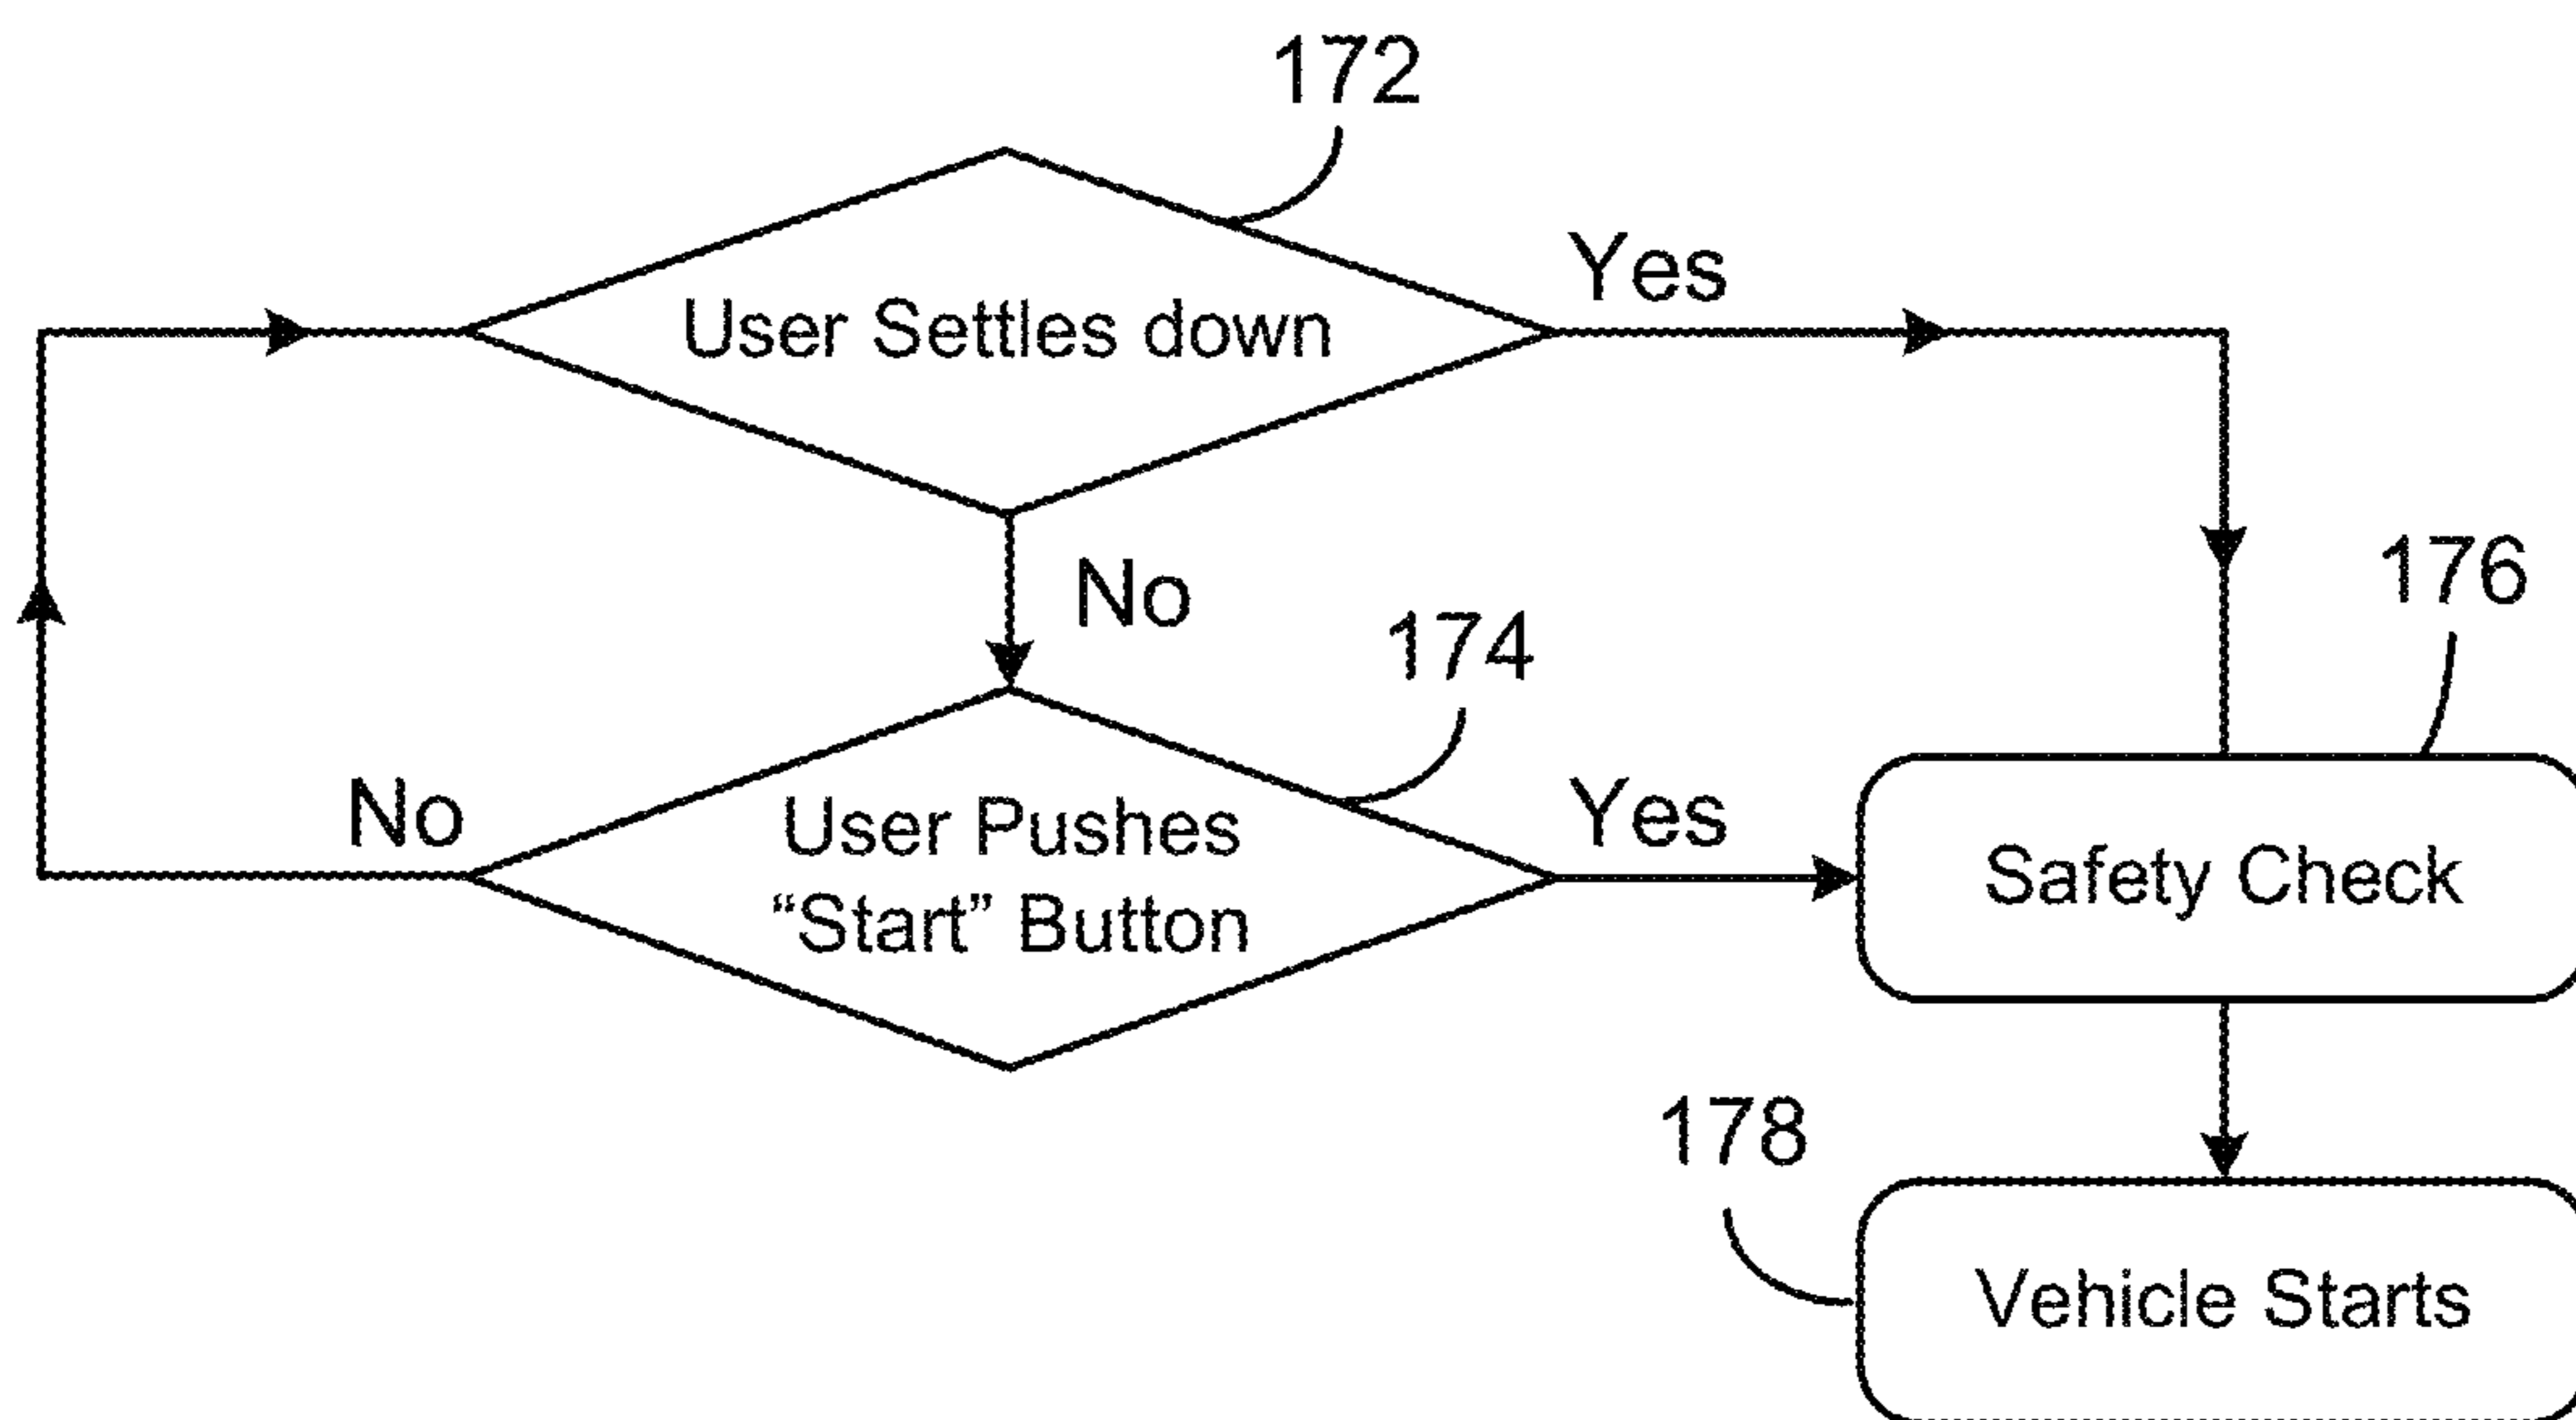 172
User Settles down
Yes
No
176
174
No
User Pushes
“Start” Button
Yes
Safety Check
178
Vehicle Starts